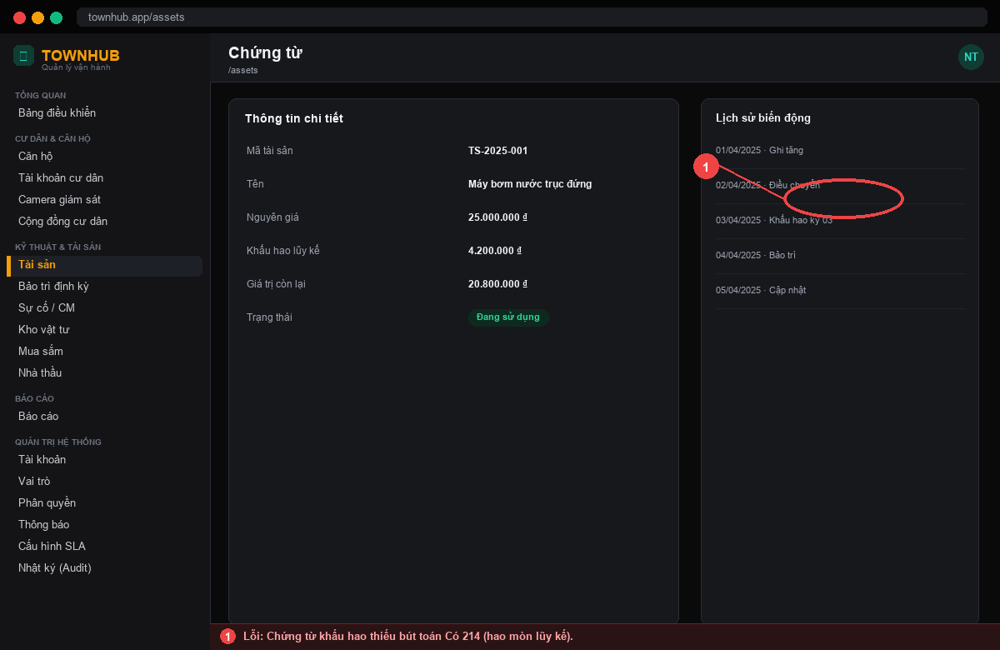 townhub.app/assets
TOWNHUB
Quản lý vận hành
TỔNG QUAN
Bảng điều khiển
CƯ DÂN & CĂN HỘ
Căn hộ
Tài khoản cư dân
Camera giám sát
Cộng đồng cư dân
KỸ THUẬT & TÀI SẢN
Tài sản
Bảo trì định kỳ
Sự cố / CM
Kho vật tư
Mua sắm
Nhà thầu
BÁO CÁO
Báo cáo
QUẢN TRỊ HỆ THỐNG
Tài khoản
Vai trò
Phân quyền
Thông báo
Cấu hình SLA
Nhật ký (Audit)
Chứng từ
/assets
NT
Thông tin chi tiết
Mã tài sản TS-2025-001
Tên Máy bơm nước trục đứng
Nguyên giá 25.000.000 ₫
Khấu hao lũy kế 4.200.000 ₫
Giá trị còn lại 20.800.000 ₫
Trạng thái Đang sử dụng
Lịch sử biến động
01/04/2025 · Ghi tăng
1
02/04/2025 · Điều chuyển
03/04/2025 · Khấu hao kỳ 03
04/04/2025 · Bảo trì
05/04/2025 · Cập nhật
1 Lỗi: Chứng từ khấu hao thiếu bút toán Có 214 (hao mòn lũy kế).